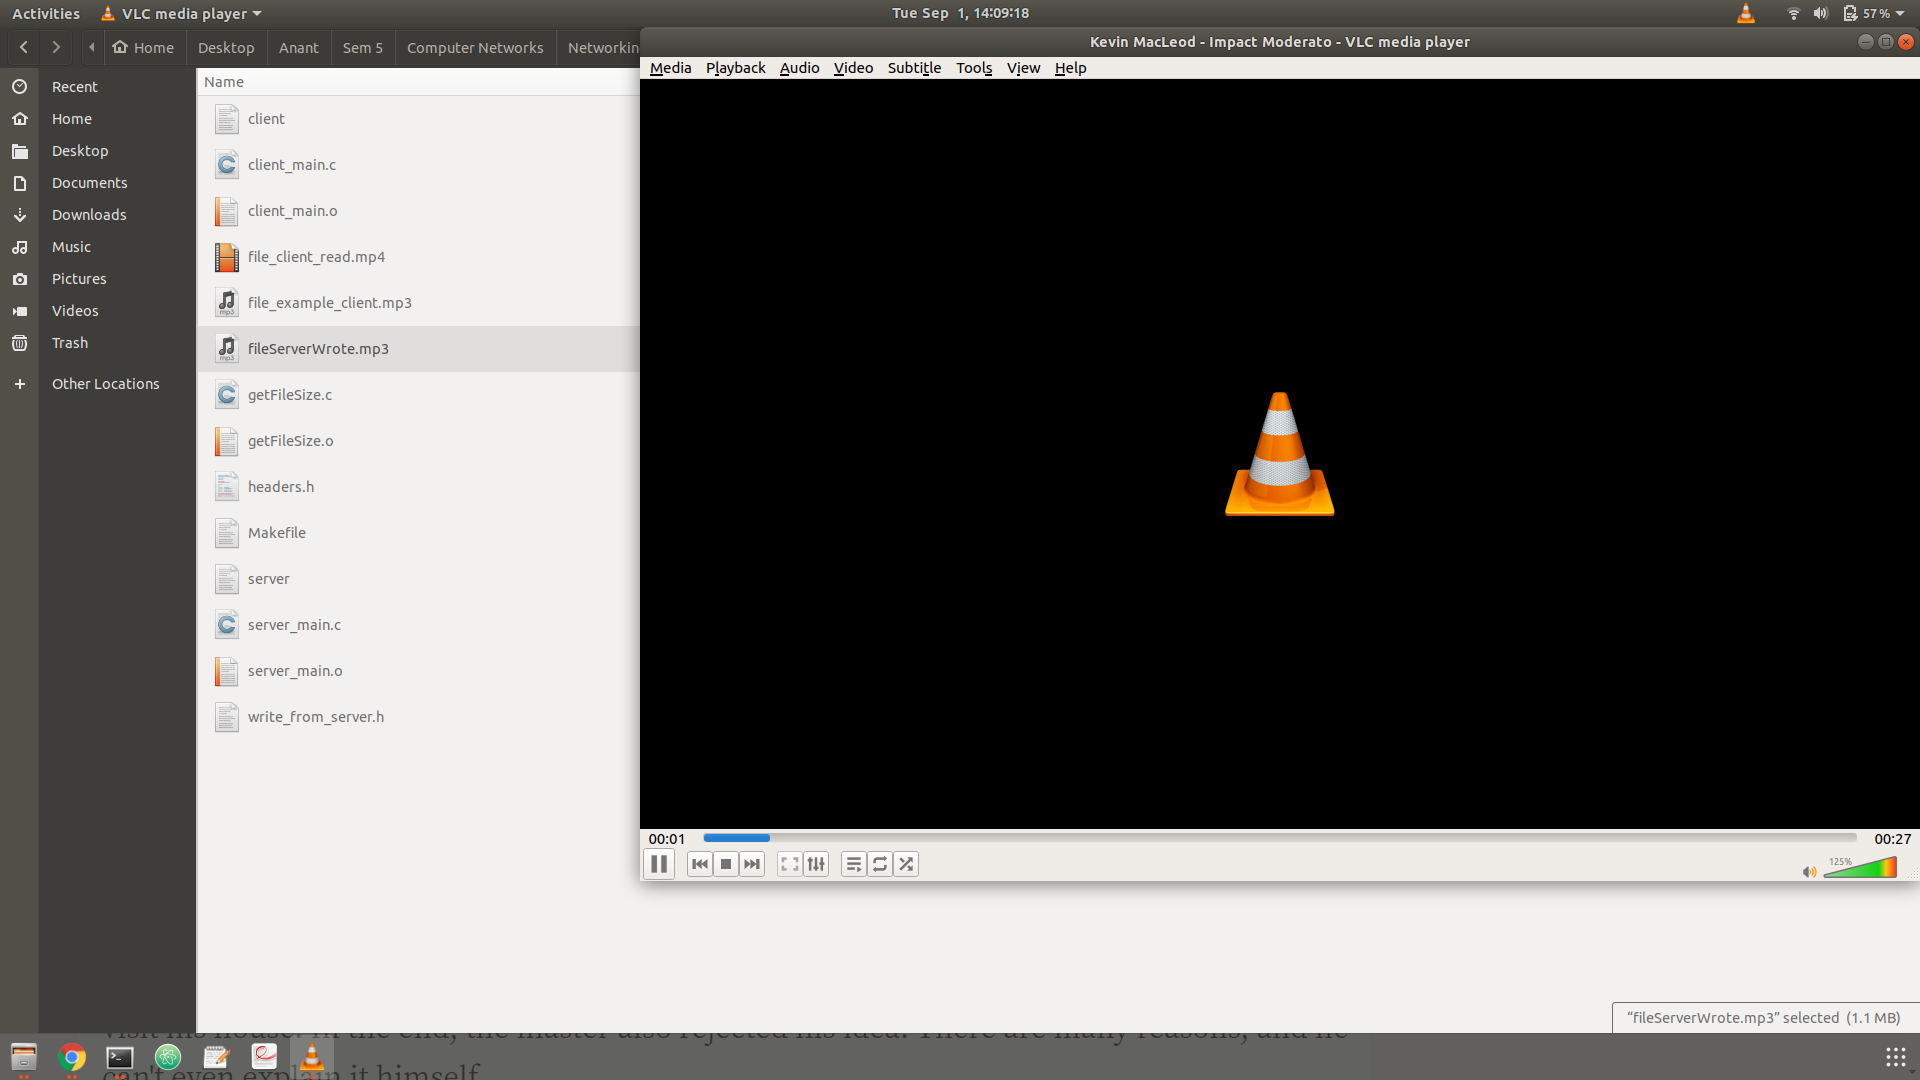 Activities VLC media player Tue Sep 1, 14:09:18 57 %
Home Desktop Anant Sem 5 Computer Networks Networkin
Kevin MacLeod - Impact Moderato - VLC media player
Media Playback Audio Video Subtitle Tools View Help
Recent
Home
Desktop
Documents
Downloads
Music
Pictures
Videos
Trash
Other Locations
Name
client
client_main.c
client_main.o
file_client_read.mp4
file_example_client.mp3
fileServerWrote.mp3
getFileSize.c
getFileSize.o
headers.h
Makefile
server
server_main.c
server_main.o
write_from_server.h
00:01 00:27
125%
"fileServerWrote.mp3" selected (1.1 MB)
visit his house. In the end, the master also rejected his idea. There are many reasons, and he
can't even explain it himself